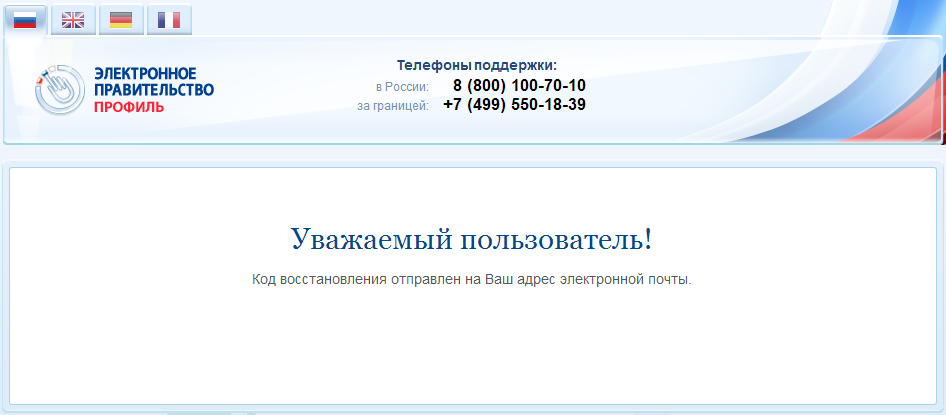 ЭЛЕКТРОННОЕ
ПРАВИТЕЛЬСТВО
ПРОФИЛЬ
Телефоны поддержки:
в России: 8 (800) 100-70-10
за границей: +7 (499) 550-18-39
Уважаемый пользователь!
Код восстановления отправлен на Ваш адрес электронной почты.